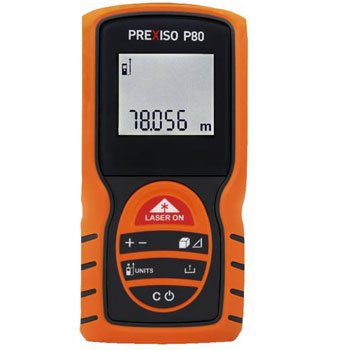 PREXISO P80
78.056 m
LASER ON
+ −
UNITS
C